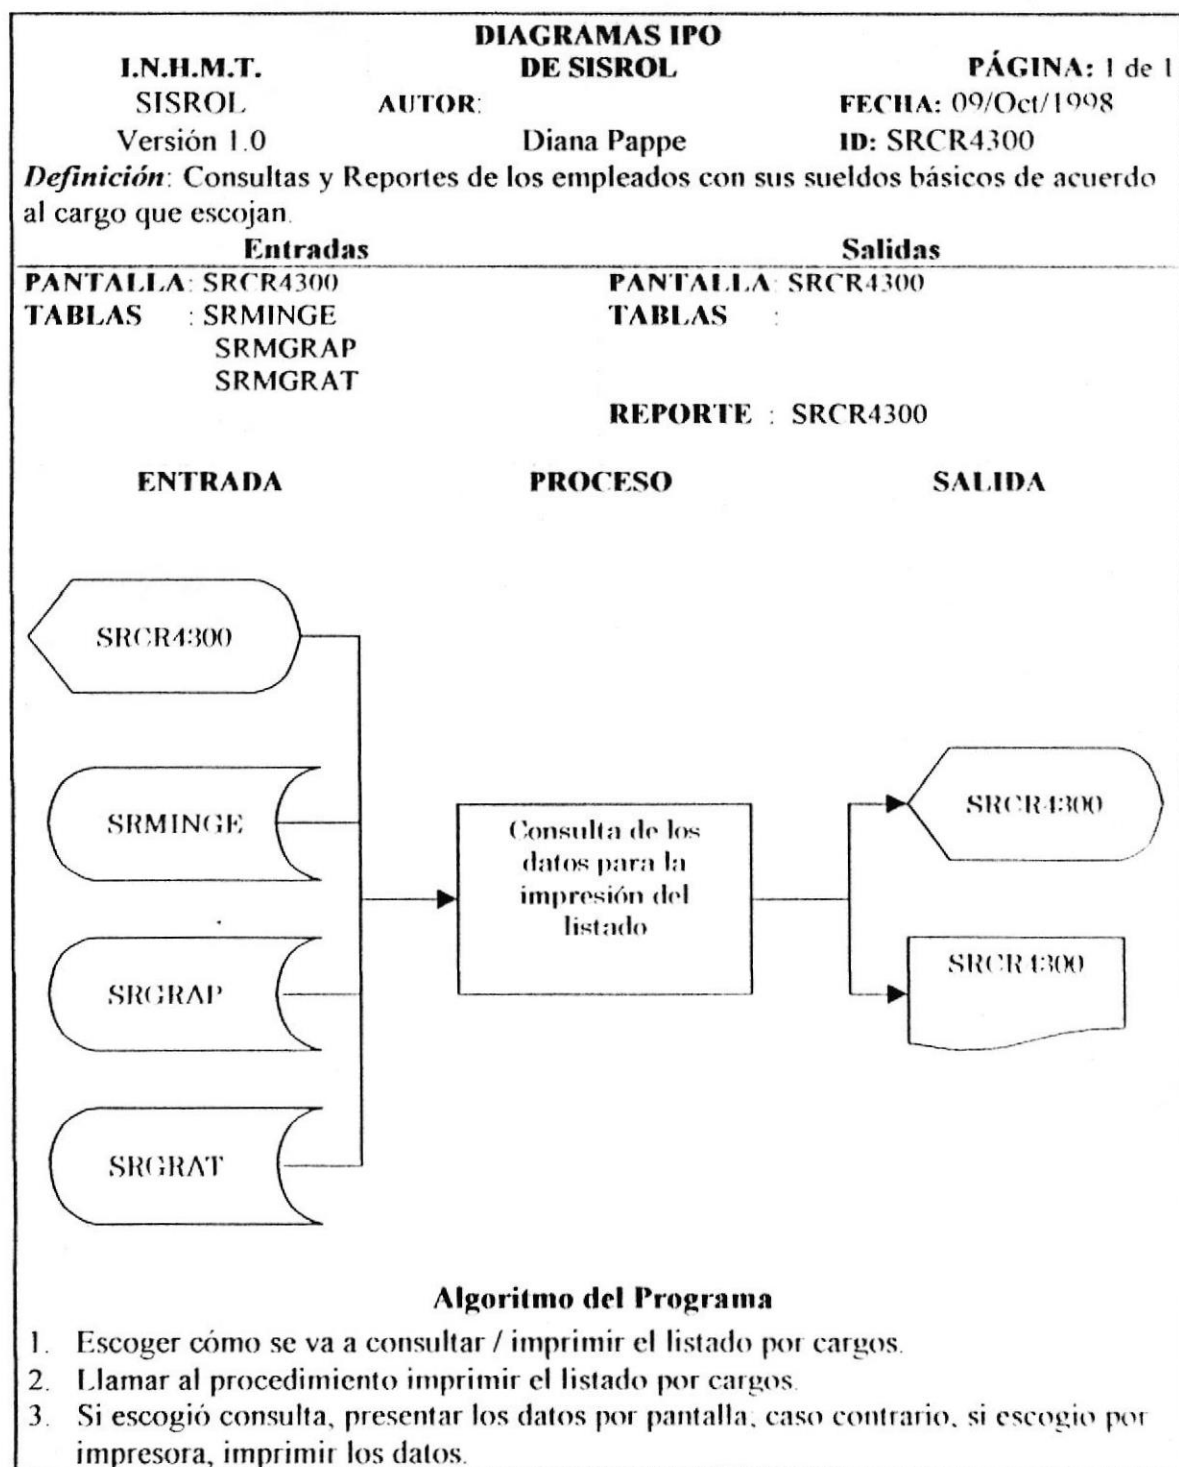 DIAGRAMAS IPO
I.N.H.M.T. DE SISROL PÁGINA: 1 de 1
SISROL AUTOR: FECHA: 09/Oct/1998
Versión 1.0 Diana Pappe ID: SRCR4300
Definición: Consultas y Reportes de los empleados con sus sueldos básicos de acuerdo
al cargo que escojan.
Entradas Salidas
PANTALLA: SRCR4300 PANTALLA: SRCR4300
TABLAS : SRMINGE TABLAS :
SRMGRAP
SRMGRAT
REPORTE : SRCR4300
ENTRADA PROCESO SALIDA
SRCR4300
SRMINGE
SRGRAP
SRGRAT
Consulta de los
datos para la
impresión del
listado
SRCR4300
SRCR4300
Algoritmo del Programa
1. Escoger cómo se va a consultar / imprimir el listado por cargos.
2. Llamar al procedimiento imprimir el listado por cargos.
3. Si escogió consulta, presentar los datos por pantalla; caso contrario, si escogio por
impresora, imprimir los datos.